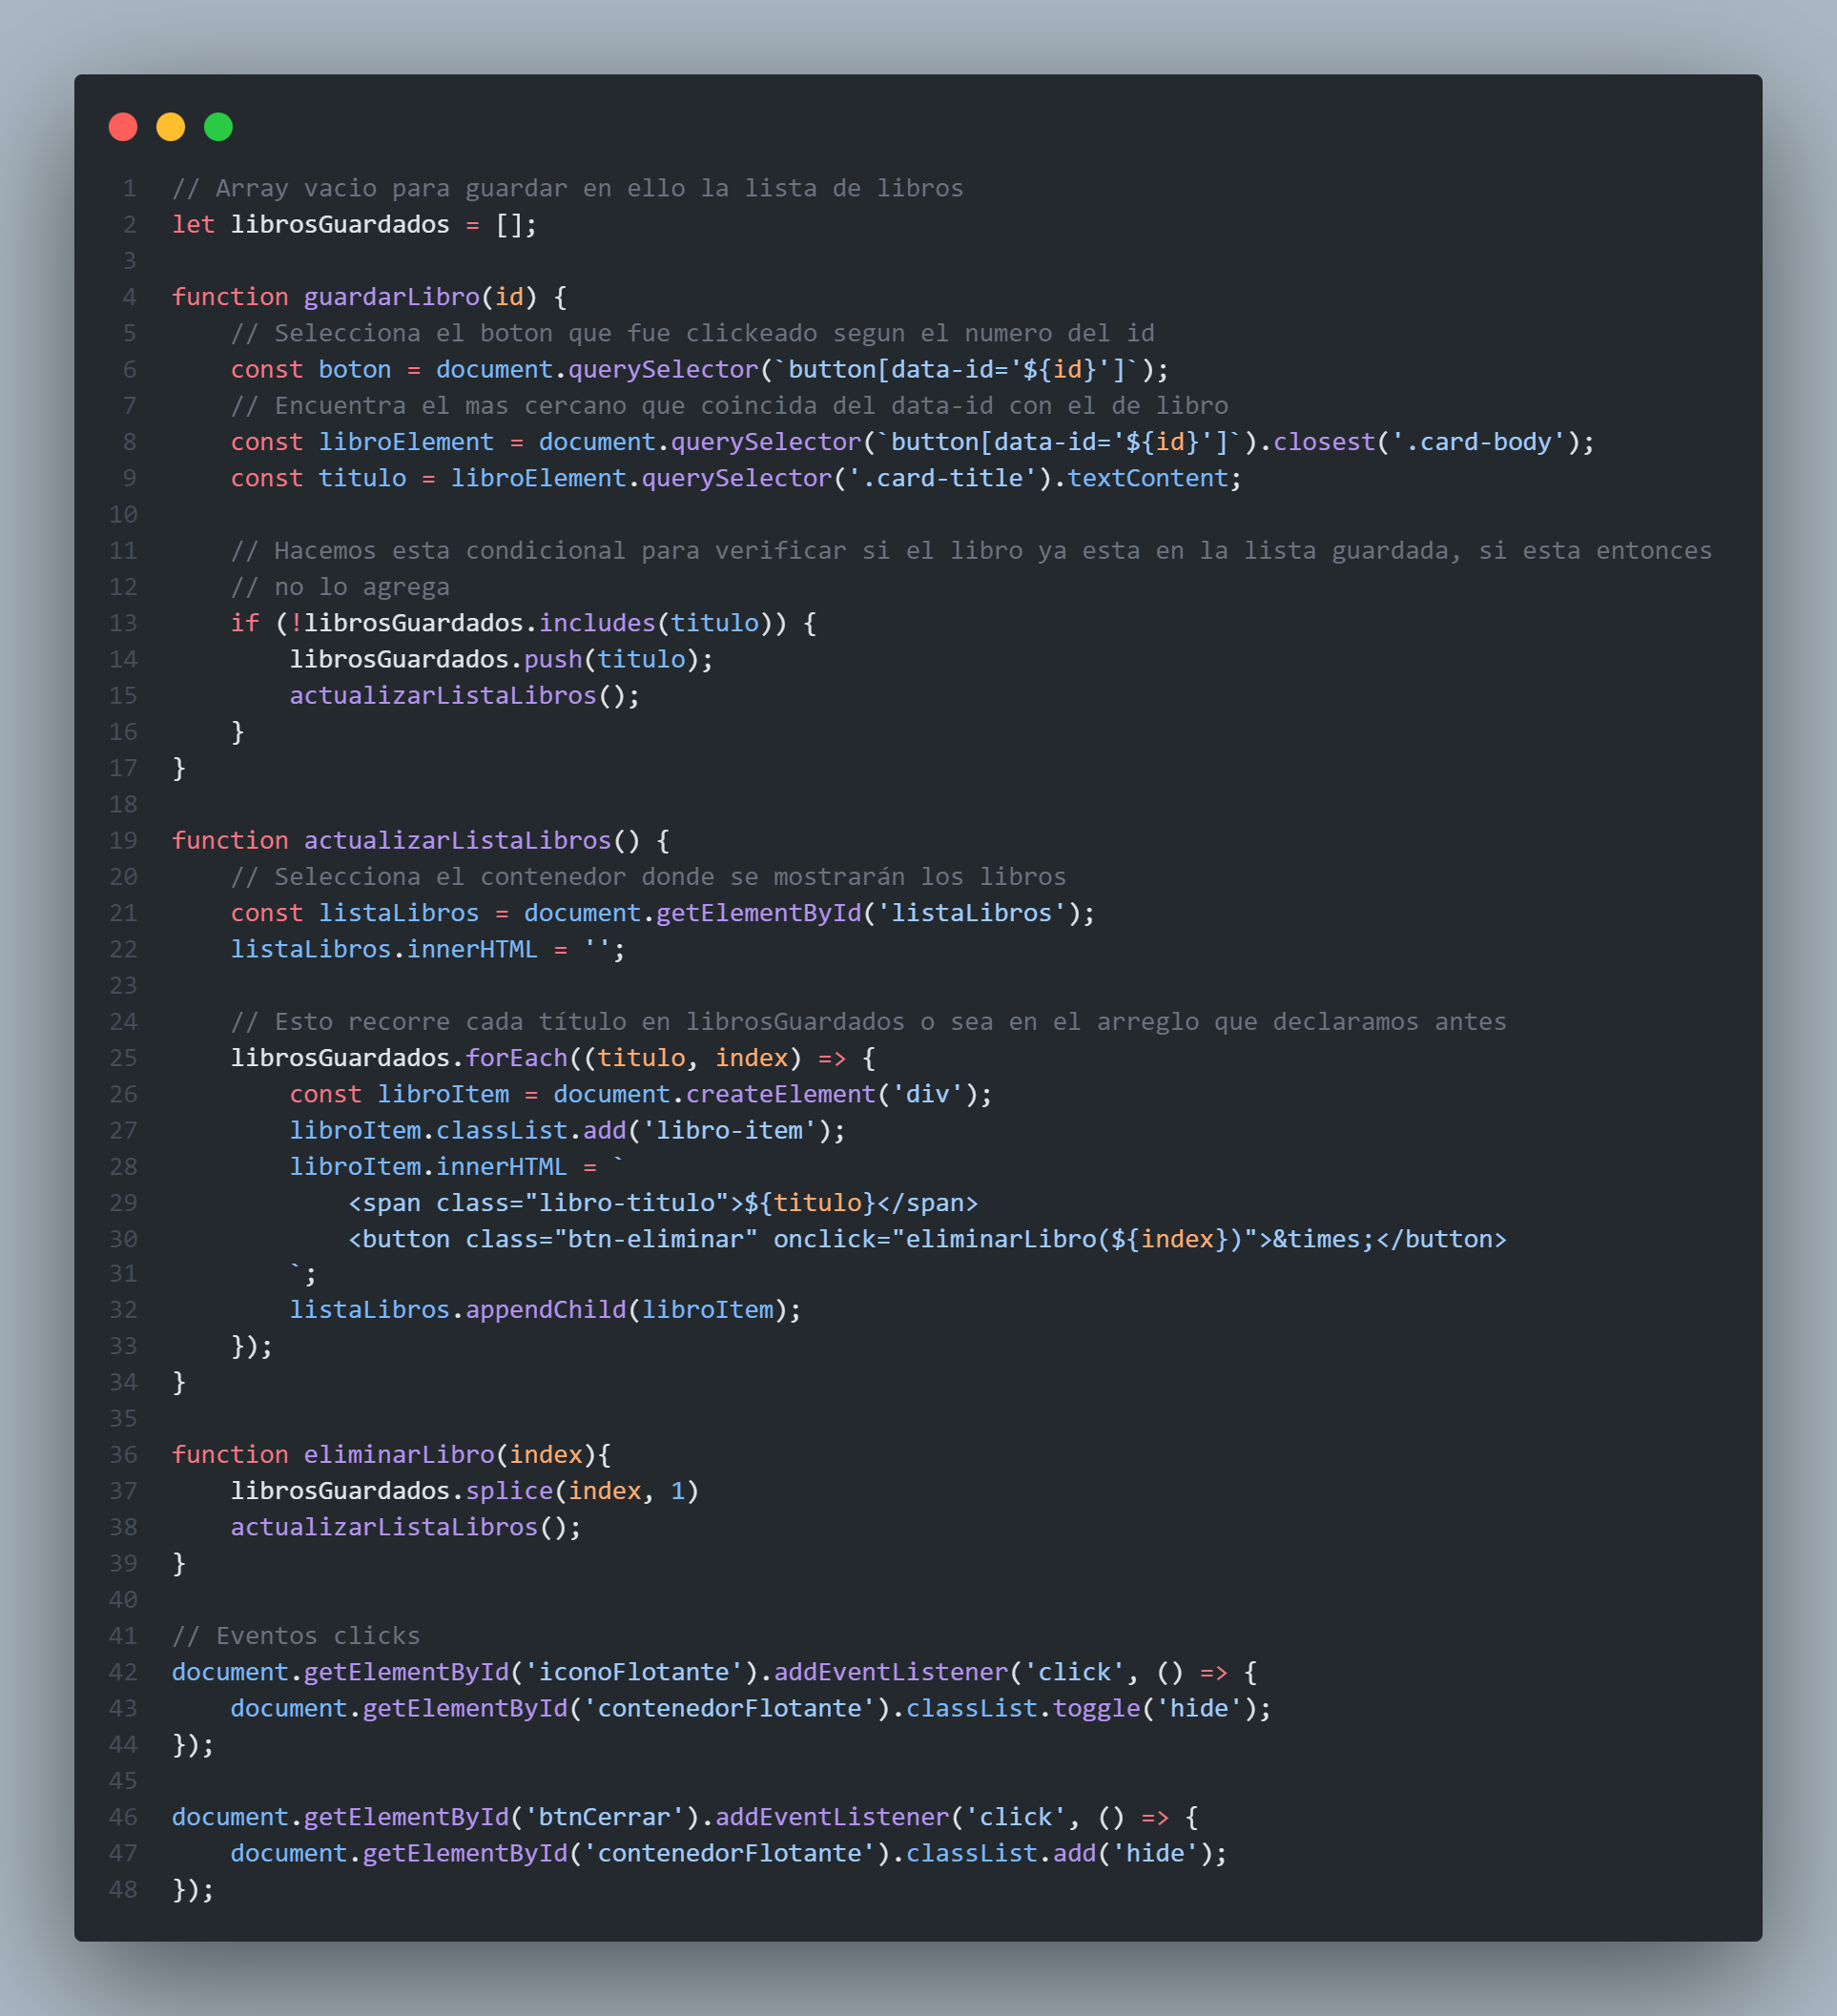 1 // Array vacio para guardar en ello la lista de libros
2 let librosGuardados = [];
3
4 function guardarLibro(id) {
5     // Selecciona el boton que fue clickeado segun el numero del id
6     const boton = document.querySelector(`button[data-id='${id}']`);
7     // Encuentra el mas cercano que coincida del data-id con el de libro
8     const libroElement = document.querySelector(`button[data-id='${id}']`).closest('.card-body');
9     const titulo = libroElement.querySelector('.card-title').textContent;
10
11     // Hacemos esta condicional para verificar si el libro ya esta en la lista guardada, si esta entonces
12     // no lo agrega
13     if (!librosGuardados.includes(titulo)) {
14         librosGuardados.push(titulo);
15         actualizarListaLibros();
16     }
17 }
18
19 function actualizarListaLibros() {
20     // Selecciona el contenedor donde se mostrarán los libros
21     const listaLibros = document.getElementById('listaLibros');
22     listaLibros.innerHTML = '';
23
24     // Esto recorre cada título en librosGuardados o sea en el arreglo que declaramos antes
25     librosGuardados.forEach((titulo, index) => {
26         const libroItem = document.createElement('div');
27         libroItem.classList.add('libro-item');
28         libroItem.innerHTML = `
29             <span class="libro-titulo">${titulo}</span>
30             <button class="btn-eliminar" onclick="eliminarLibro(${index})">&times;</button>
31         `;
32         listaLibros.appendChild(libroItem);
33     });
34 }
35
36 function eliminarLibro(index){
37     librosGuardados.splice(index, 1)
38     actualizarListaLibros();
39 }
40
41 // Eventos clicks
42 document.getElementById('iconoFlotante').addEventListener('click', () => {
43     document.getElementById('contenedorFlotante').classList.toggle('hide');
44 });
45
46 document.getElementById('btnCerrar').addEventListener('click', () => {
47     document.getElementById('contenedorFlotante').classList.add('hide');
48 });